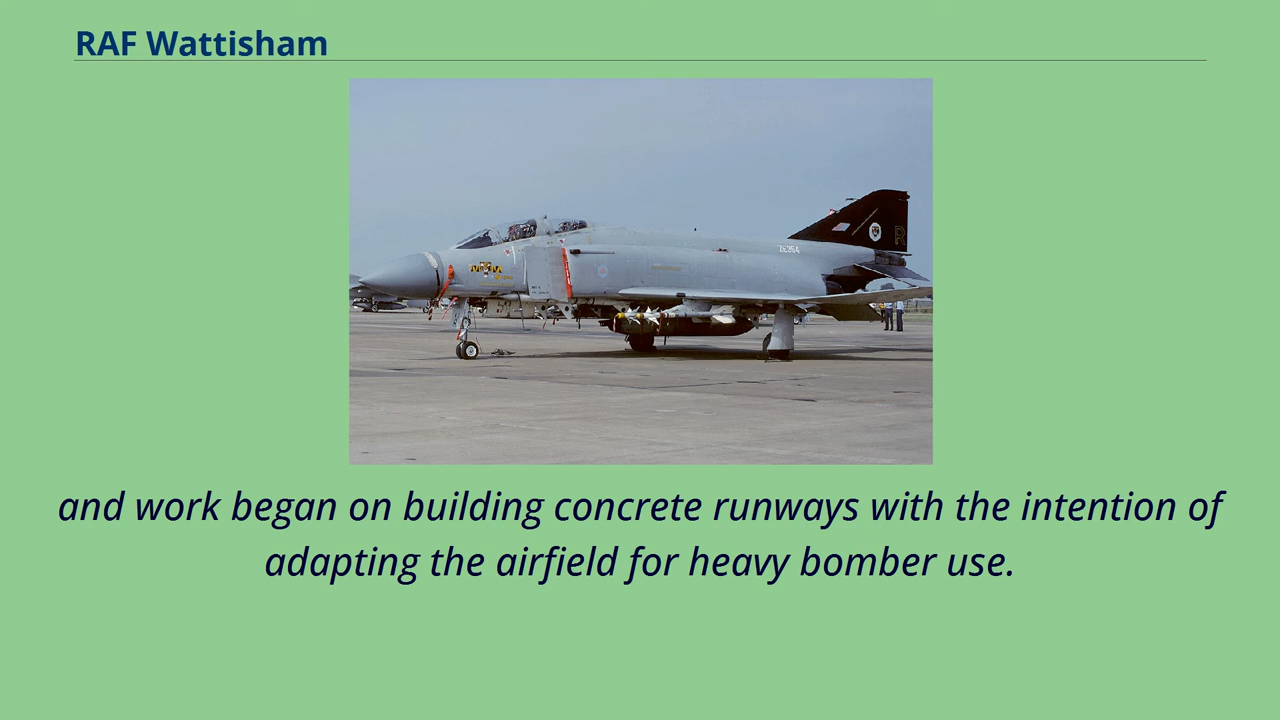 RAF Wattisham
R
and work began on building concrete runways with the intention of
adapting the airfield for heavy bomber use.